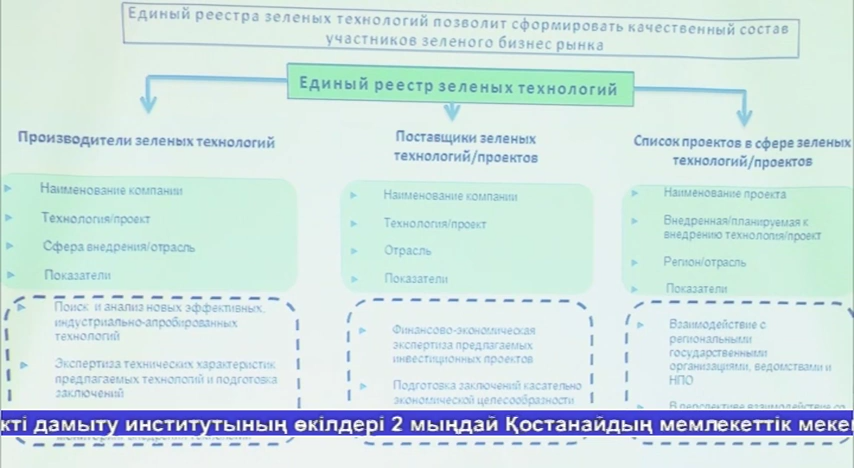 Единый реестра зеленых технологий позволит сформировать качественный состав
участников зеленого бизнес рынка
Единый реестр зеленых технологий
Производители зеленых технологий
Наименование компании
Технология/проект
Сфера внедрения/отрасль
Показатели
Поиск и анализ новых эффективных,
индустриально-апробированных
технологий
Экспертиза технических характеристик
предлагаемых технологий и подготовка
заключений
Поставщики зеленых
технологий/проектов
Наименование компании
Технология/проект
Отрасль
Показатели
Финансово-экономическая
экспертиза предлагаемых
инвестиционных проектов
Подготовка заключений касательно
экономической целесообразности
Список проектов в сфере зеленых
технологий/проектов
Наименование проекта
Внедренная/планируемая к
внедрению технология/проект
Регион/отрасль
Показатели
Взаимодействие с
региональными
государственными
организациями, ведомствами и
НПО
В перспективе взаимодействие со
кті дамыту институтының өкілдері 2 мыңдай Қостанайдың мемлекеттік меке